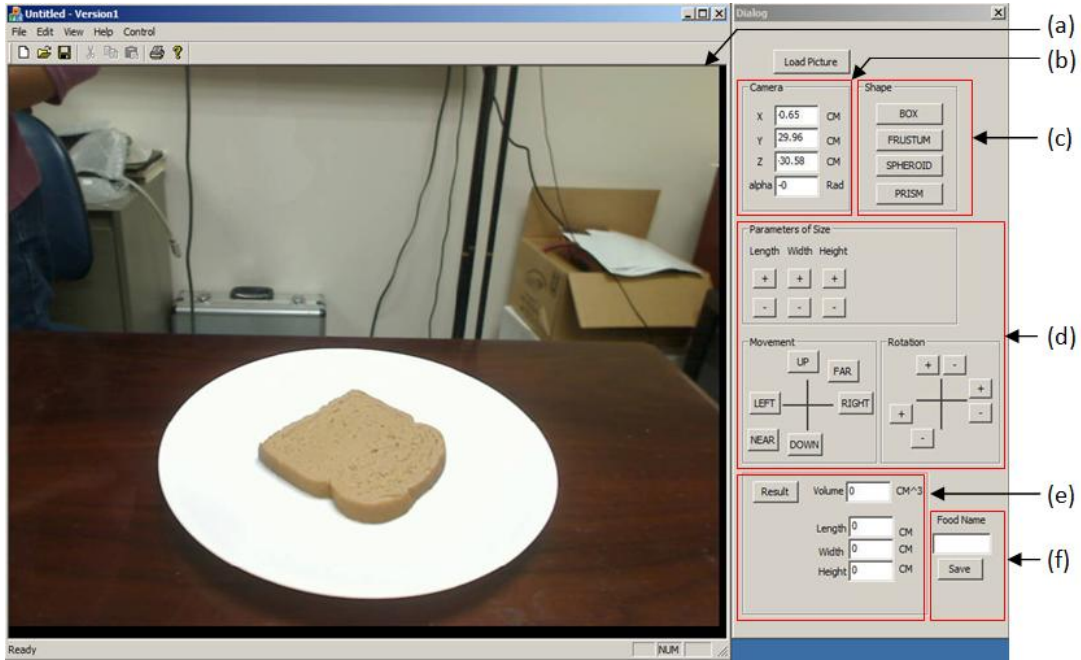 Untitled - Version1
File Edit View Help Control
Ready
NUM
Dialog
Load Picture
Camera
X 0.65 CM
Y 29.96 CM
Z -30.58 CM
alpha -0 Rad
Shape
BOX
FRUSTUM
SPHEROID
PRISM
Parameters of Size
Length Width Height
+ + +
- - -
Movement
UP
FAR
LEFT
RIGHT
NEAR
DOWN
Rotation
+ -
+
+ -
-
Result Volume 0 CM^3
Length 0 CM
Width 0 CM
Height 0 CM
Food Name
Save
(a)
(b)
(c)
(d)
(e)
(f)